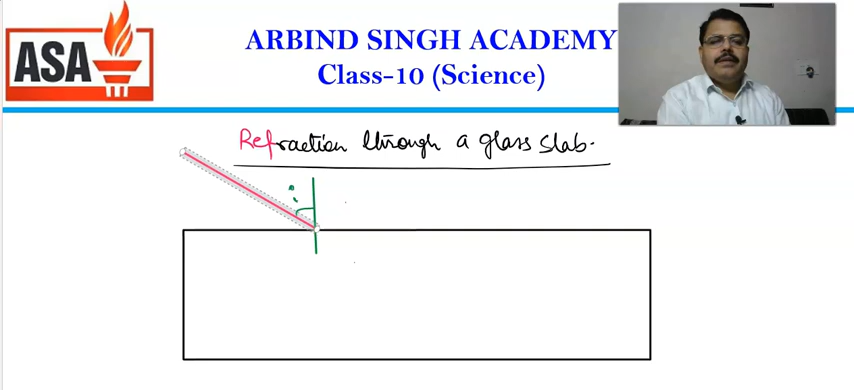 ASA
ARBIND SINGH ACADEMY
Class-10 (Science)
Refraction through a glass slab.
i